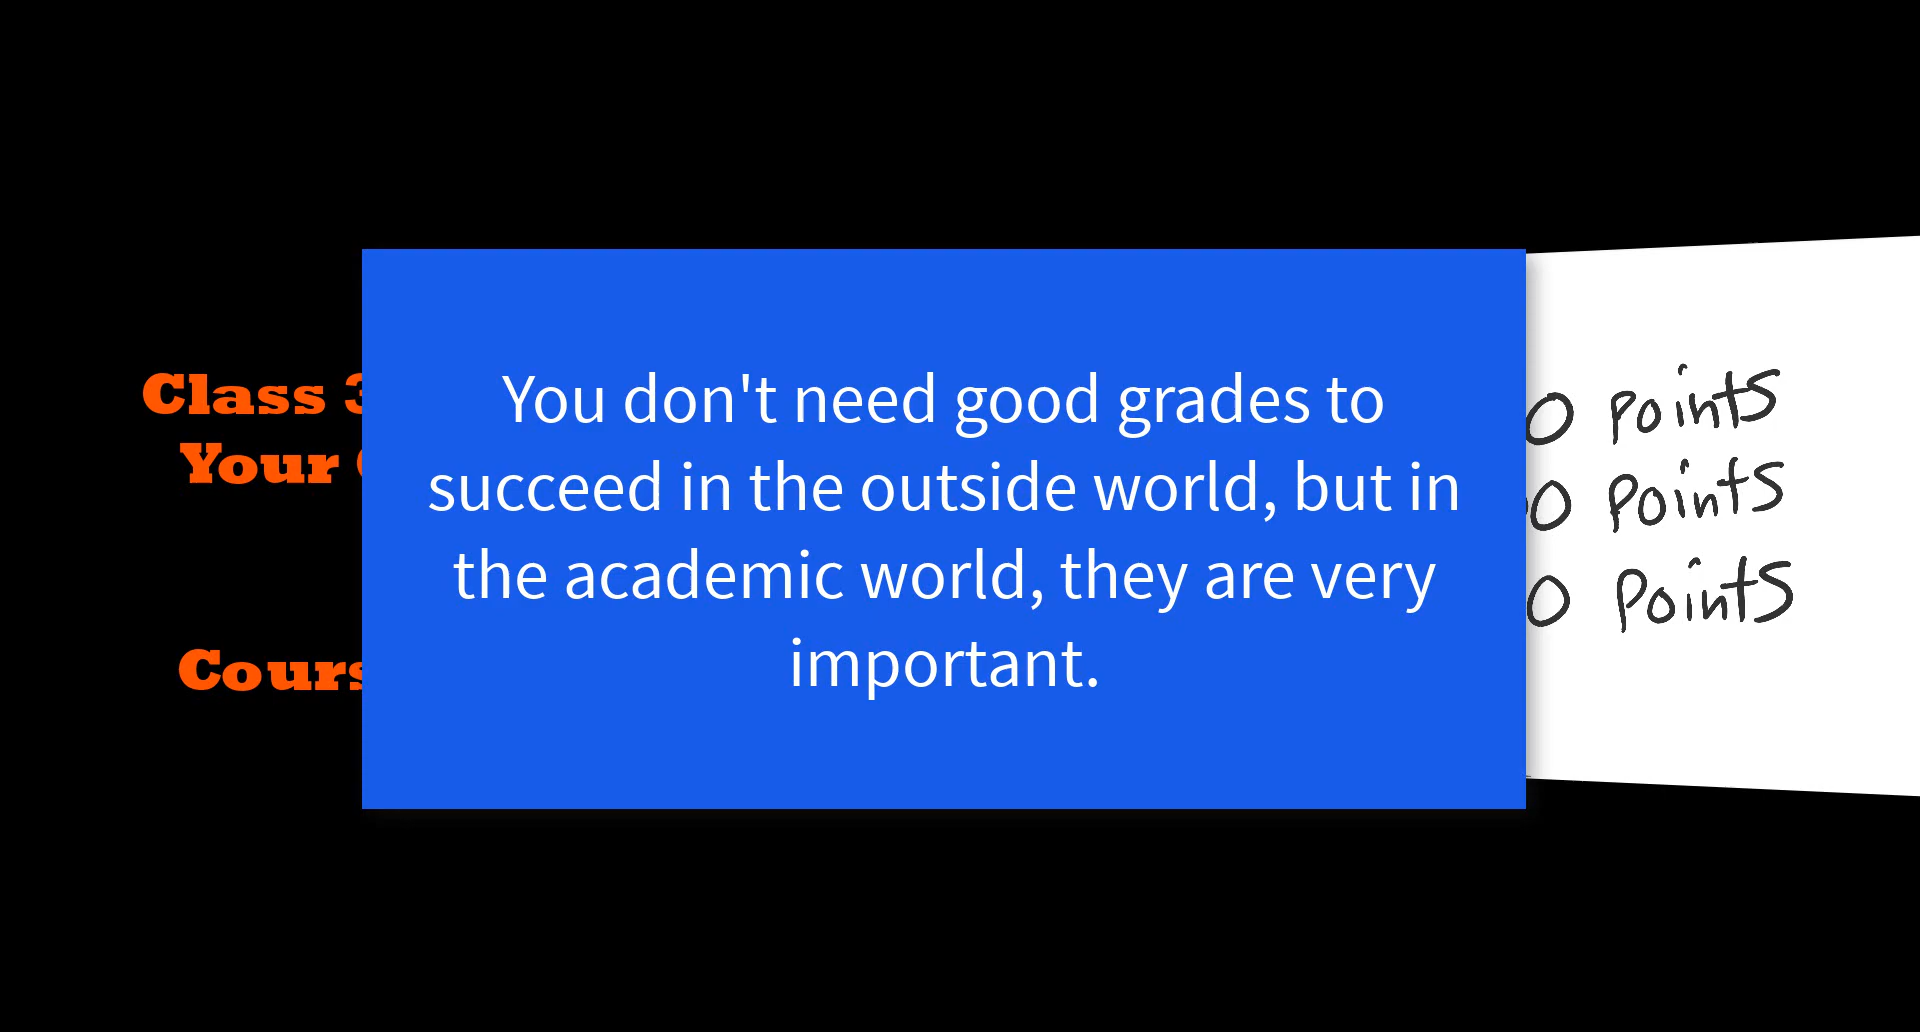 Class
Your
You don't need good grades to
succeed in the outside world, but in
the academic world, they are very
important.
Points
Points
Points